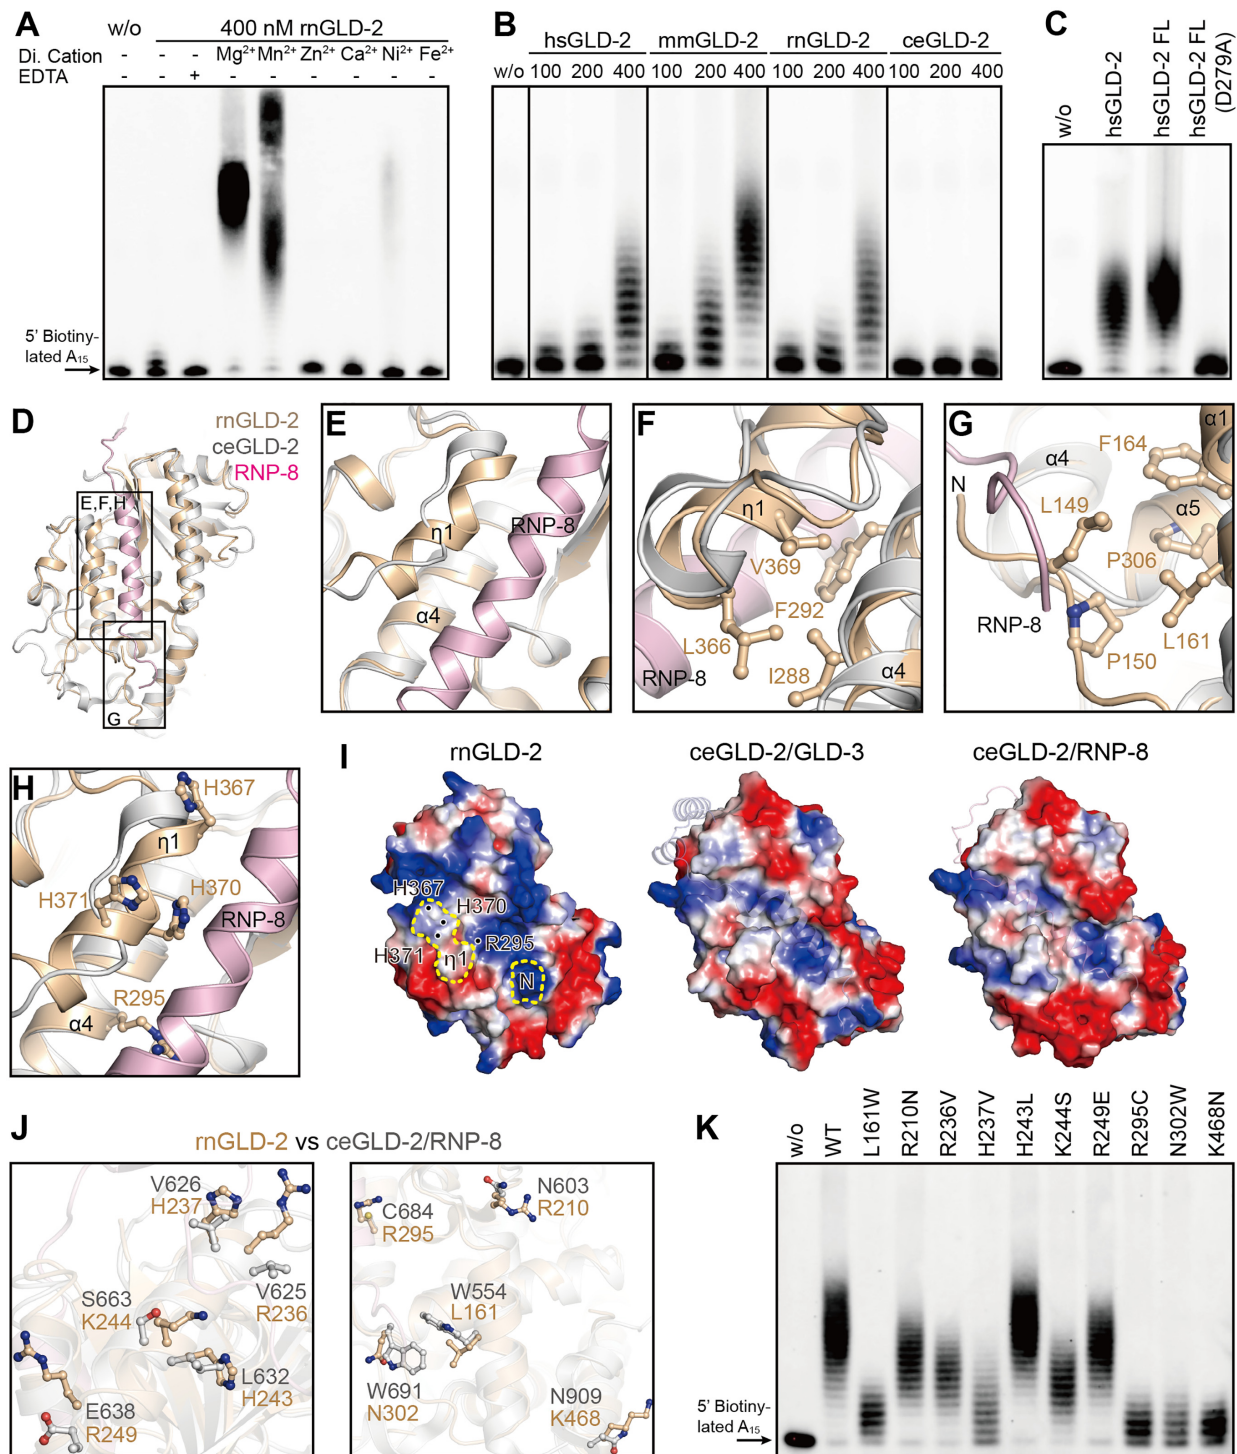 A
w/o
400 nM rnGLD-2
Di. Cation - - - Mg²⁺ Mn²⁺ Zn²⁺ Ca²⁺ Ni²⁺ Fe²⁺
EDTA - - + - - - - - -
5' Biotiny-
lated A₁₅
B
hsGLD-2 mmGLD-2 rnGLD-2 ceGLD-2
w/o 100 200 400 100 200 400 100 200 400 100 200 400
C
w/o
hsGLD-2
hsGLD-2 FL
hsGLD-2 FL
(D279A)
D
rnGLD-2
ceGLD-2
RNP-8
E,F,H
G
E
η1
RNP-8
α4
F
η1
V369
F292
L366
RNP-8
I288
α4
G
α1
α4
F164
N
L149
α5
P306
RNP-8
L161
P150
H
H367
η1
H371
H370
RNP-8
R295
α4
I
rnGLD-2
ceGLD-2/GLD-3
ceGLD-2/RNP-8
H367
H370
H371
R295
η1
N
J
rnGLD-2 vs ceGLD-2/RNP-8
V626
H237
V625
R236
S663
K244
L632
H243
E638
R249
N603
R210
C684
R295
W554
L161
W691
N302
N909
K468
K
w/o
WT
L161W
R210N
R236V
H237V
H243L
K244S
R249E
R295C
N302W
K468N
5' Biotiny-
lated A₁₅